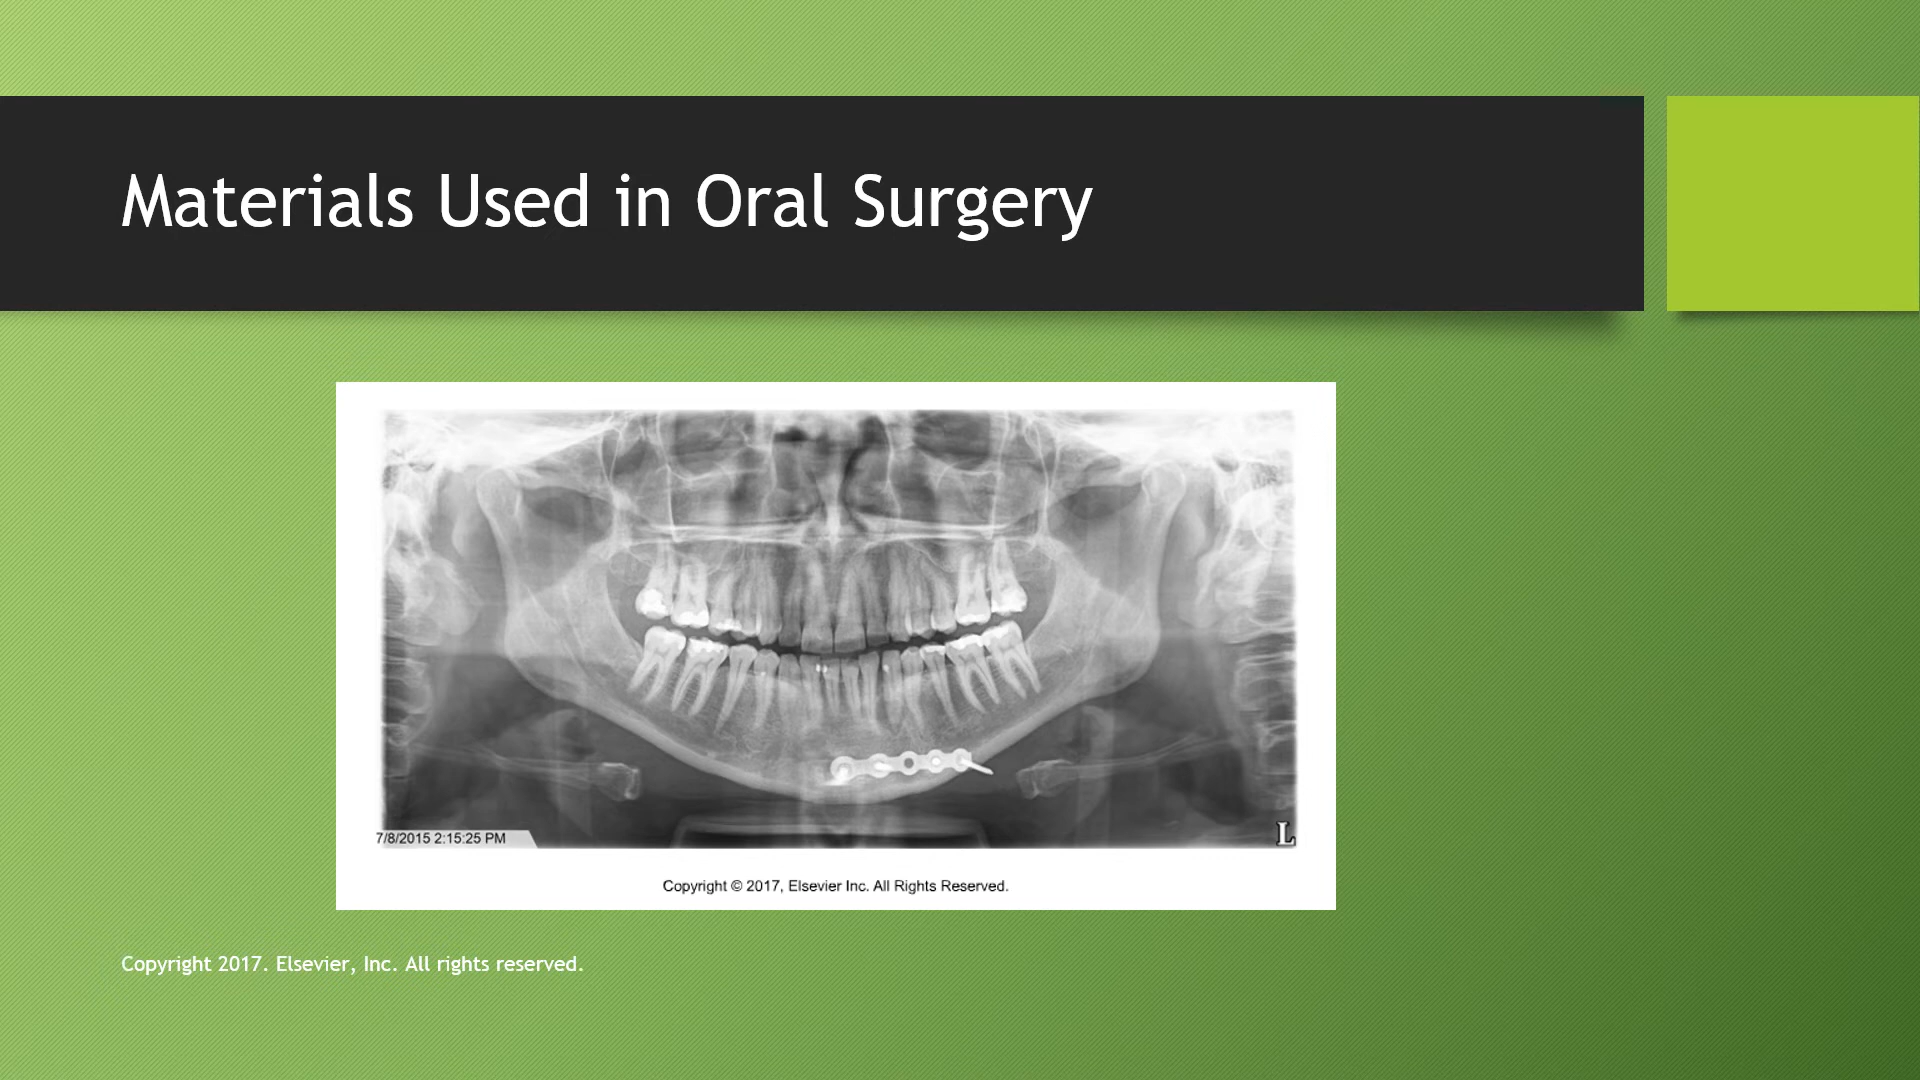 Materials Used in Oral Surgery
7/8/2015 2:15:25 PM
L
Copyright © 2017, Elsevier Inc. All Rights Reserved.
Copyright 2017. Elsevier, Inc. All rights reserved.